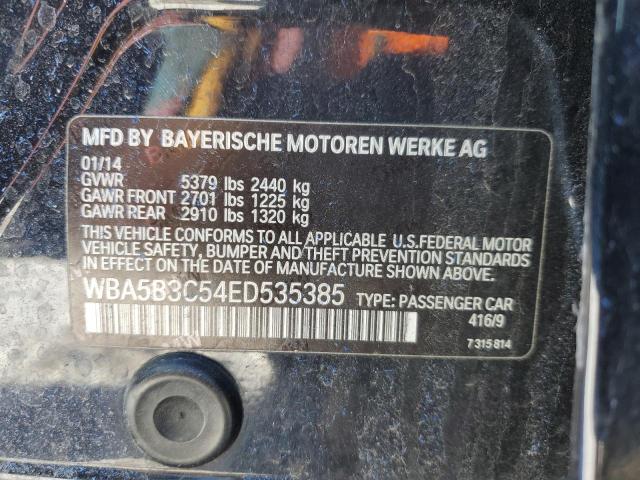 MFD BY BAYERISCHE MOTOREN WERKE AG
01/14
GVWR 5379 lbs 2440 kg
GAWR FRONT 2701 lbs 1225 kg
GAWR REAR 2910 lbs 1320 kg
THIS VEHICLE CONFORMS TO ALL APPLICABLE U.S.FEDERAL MOTOR
VEHICLE SAFETY, BUMPER AND THEFT PREVENTION STANDARDS
IN EFFECT ON THE DATE OF MANUFACTURE SHOWN ABOVE.
WBA5B3C54ED535385 TYPE: PASSENGER CAR
416/9
7 315 814